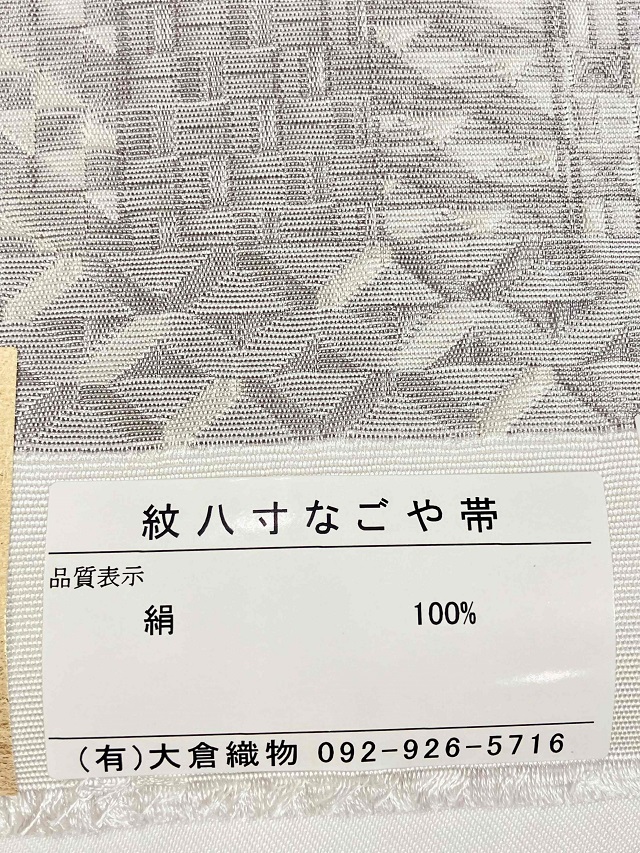 紋八寸なごや帯
品質表示
絹 100%
(有)大倉織物 092-926-5716